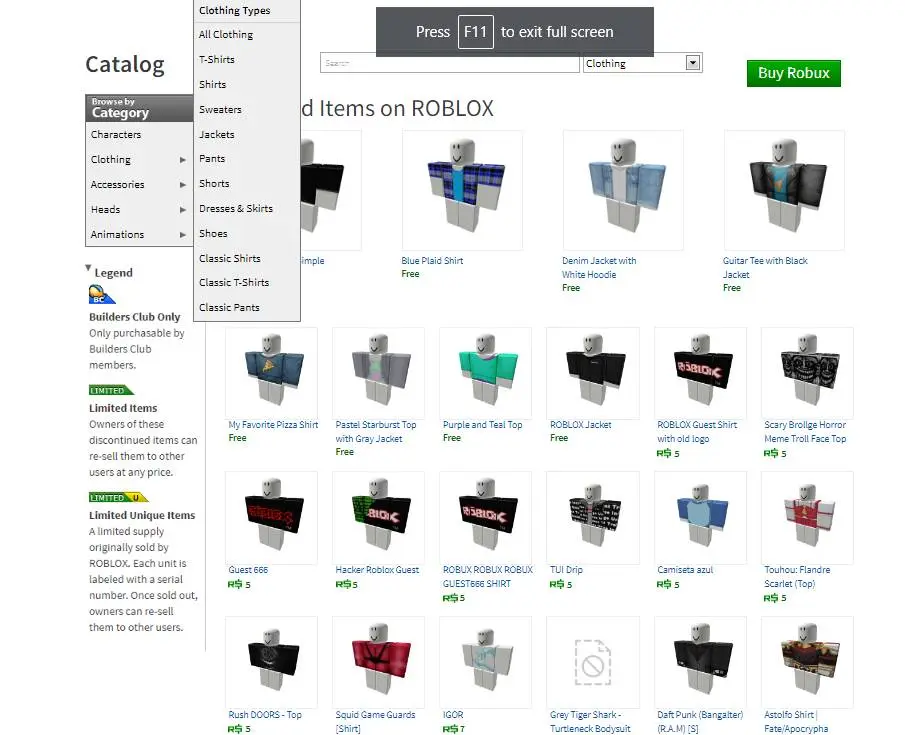 Press F11 to exit full screen
Catalog
Search
Clothing
Buy Robux
Browse by
Category
Characters
Clothing
Accessories
Heads
Animations
Clothing Types
All Clothing
T-Shirts
Shirts
Sweaters
Jackets
Pants
Shorts
Dresses & Skirts
Shoes
Classic Shirts
Classic T-Shirts
Classic Pants
d Items on ROBLOX
Simple
Blue Plaid Shirt
Free
Denim Jacket with
White Hoodie
Free
Guitar Tee with Black
Jacket
Free
Legend
BC
Builders Club Only
Only purchasable by
Builders Club
members.
LIMITED
Limited Items
Owners of these
discontinued items can
re-sell them to other
users at any price.
LIMITED U
Limited Unique Items
A limited supply
originally sold by
ROBLOX. Each unit is
labeled with a serial
number. Once sold out,
owners can re-sell
them to other users.
My Favorite Pizza Shirt
Free
Pastel Starburst Top
with Gray Jacket
Free
Purple and Teal Top
Free
ROBLOX Jacket
Free
ROBLOX Guest Shirt
with old logo
R$ 5
Scary Brollge Horror
Meme Troll Face Top
R$ 5
Guest 666
R$ 5
Hacker Roblox Guest
R$ 5
ROBUX ROBUX ROBUX
GUEST666 SHIRT
R$ 5
TUI Drip
R$ 5
Camiseta azul
R$ 5
Touhou: Flandre
Scarlet (Top)
R$ 5
Rush DOORS - Top
R$ 5
Squid Game Guards
[Shirt]
IGOR
R$ 7
Grey Tiger Shark -
Turtleneck Bodysuit
Daft Punk (Bangalter)
(R.A.M) [S]
Astolfo Shirt |
Fate/Apocrypha